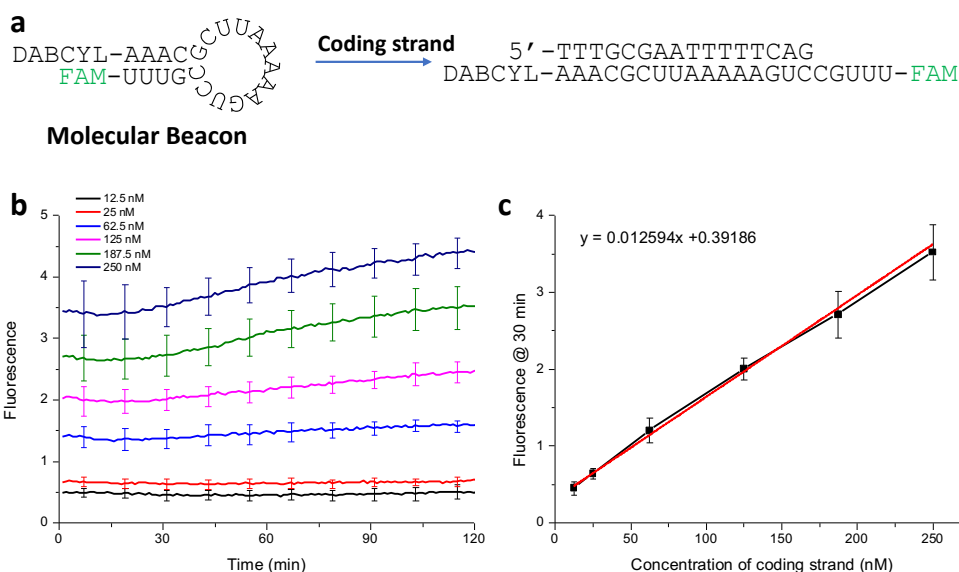 a
DABCYL-AAACGCUUAAAAAGUCCGUUU-FAM
Molecular Beacon
Coding strand
5’-TTTGCGAATTTTTCAG
DABCYL-AAACGCUUAAAAAGUCCGUUU-FAM
b
12.5 nM
25 nM
62.5 nM
125 nM
187.5 nM
250 nM
Fluorescence
5
4
3
2
1
0
0
30
60
90
120
Time (min)
c
y = 0.012594x +0.39186
Fluorescence @ 30 min
4
3
2
1
0
0
50
100
150
200
250
Concentration of coding strand (nM)